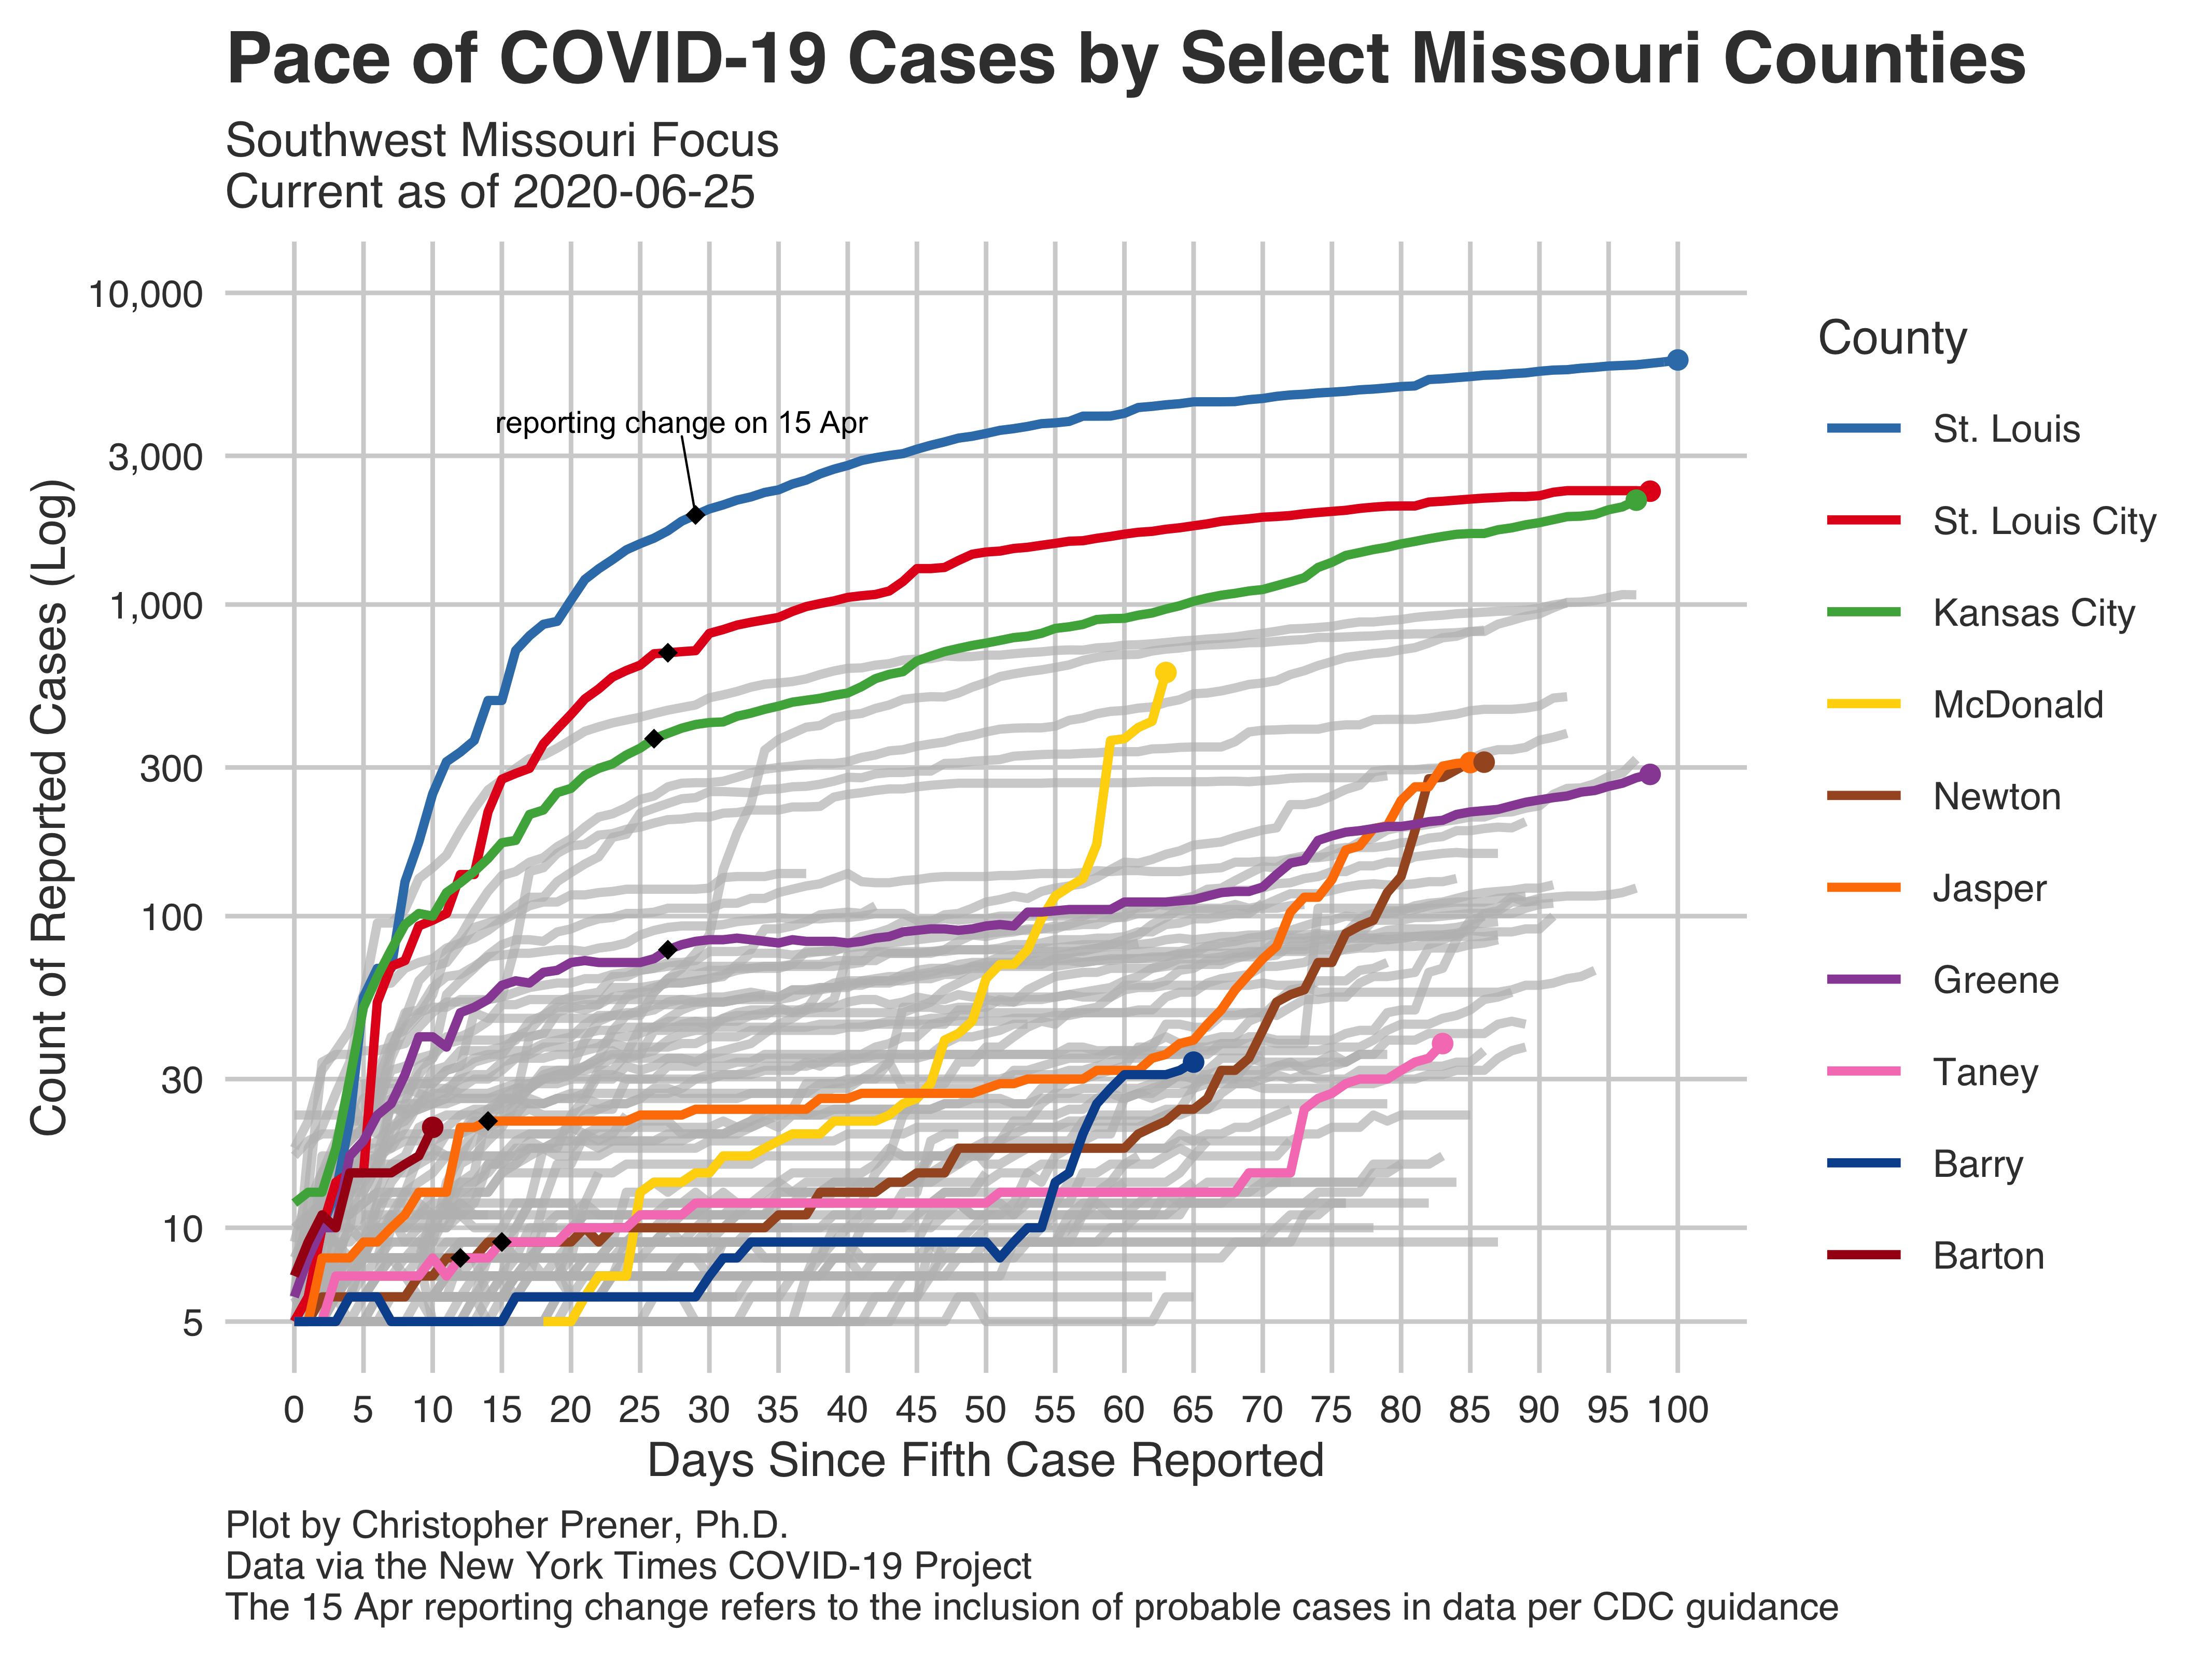 Pace of COVID-19 Cases by Select Missouri Counties
Southwest Missouri Focus
Current as of 2020-06-25
Count of Reported Cases (Log)
10,000
3,000
1,000
300
100
30
10
5
reporting change on 15 Apr
0 5 10 15 20 25 30 35 40 45 50 55 60 65 70 75 80 85 90 95 100
Days Since Fifth Case Reported
County
St. Louis
St. Louis City
Kansas City
McDonald
Newton
Jasper
Greene
Taney
Barry
Barton
Plot by Christopher Prener, Ph.D.
Data via the New York Times COVID-19 Project
The 15 Apr reporting change refers to the inclusion of probable cases in data per CDC guidance